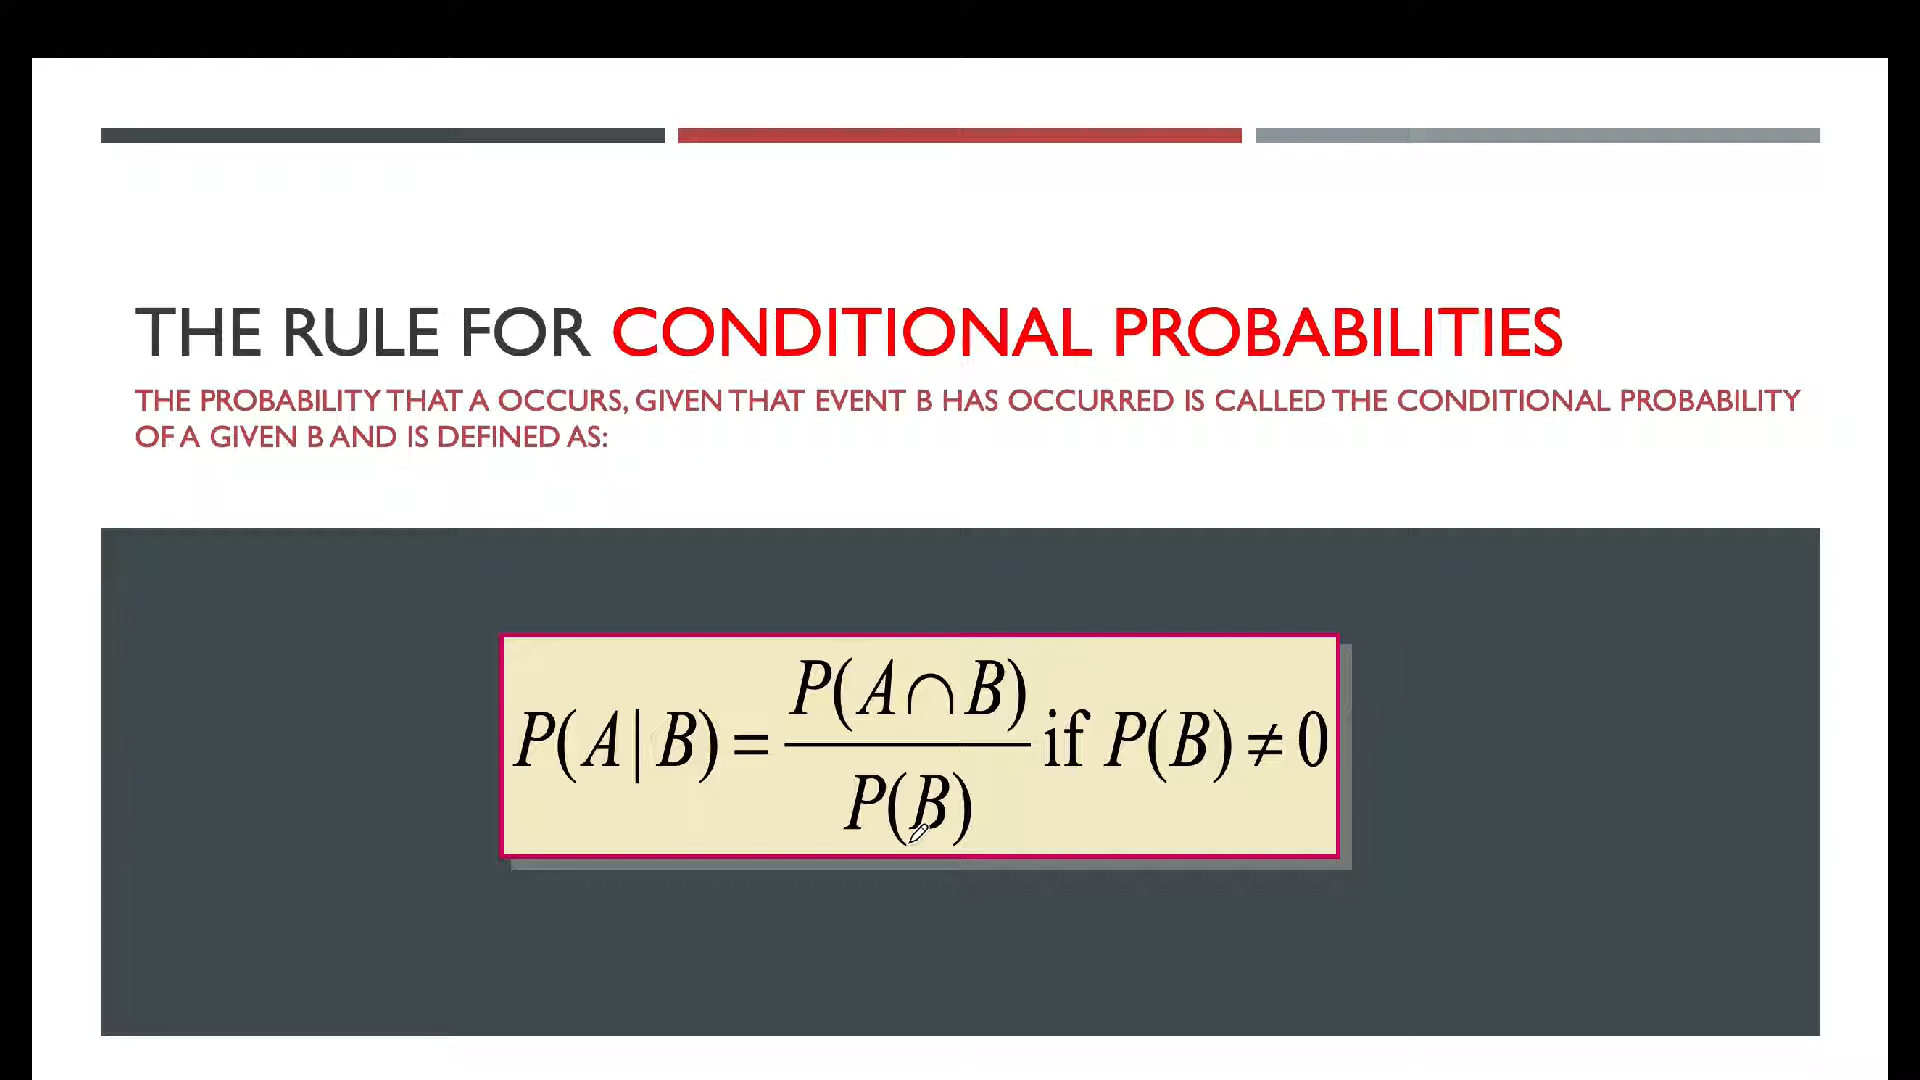 THE RULE FOR CONDITIONAL PROBABILITIES
THE PROBABILITY THAT A OCCURS, GIVEN THAT EVENT B HAS OCCURRED IS CALLED THE CONDITIONAL PROBABILITY
OF A GIVEN B AND IS DEFINED AS:
P(A|B) = P(A∩B) / P(B) if P(B) ≠ 0